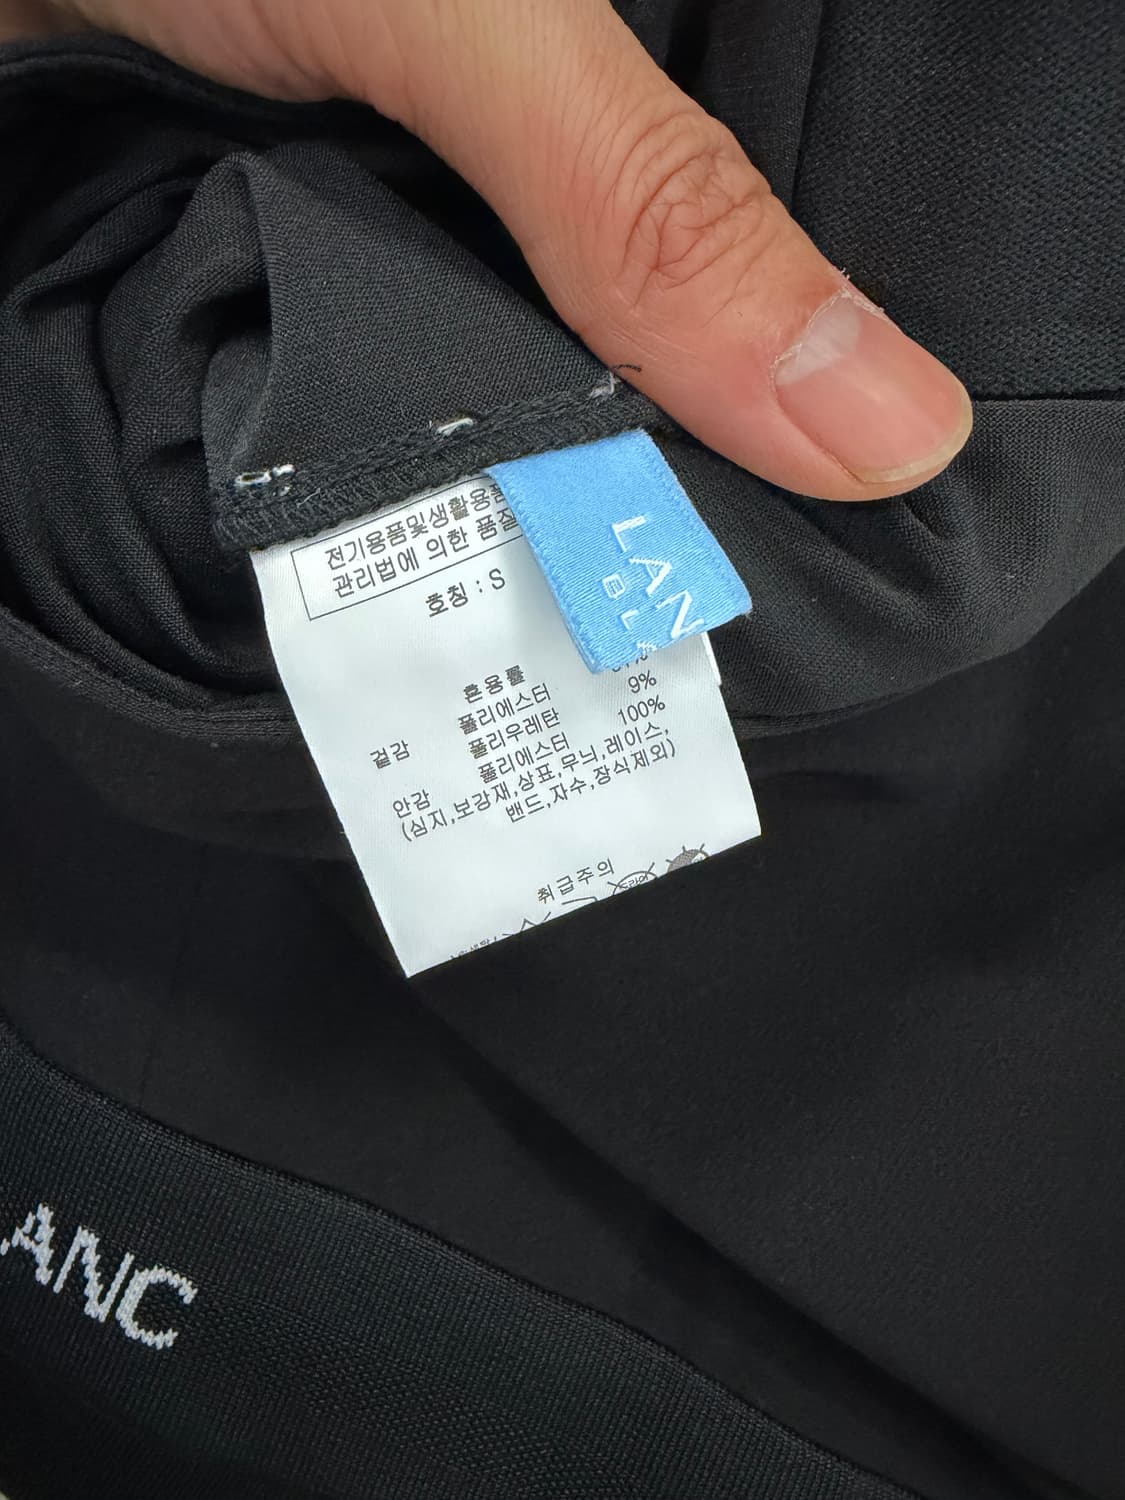 전기용품및생활용품
관리법에 의한 품질
호칭 : S
LAN
혼용률
폴리에스터
겉감 폴리우레탄 9%
안감 폴리에스터 100%
(심지,보강재,상표,무늬,레이스,
밴드,자수,장식제외)
취급주의
드라이
ANC